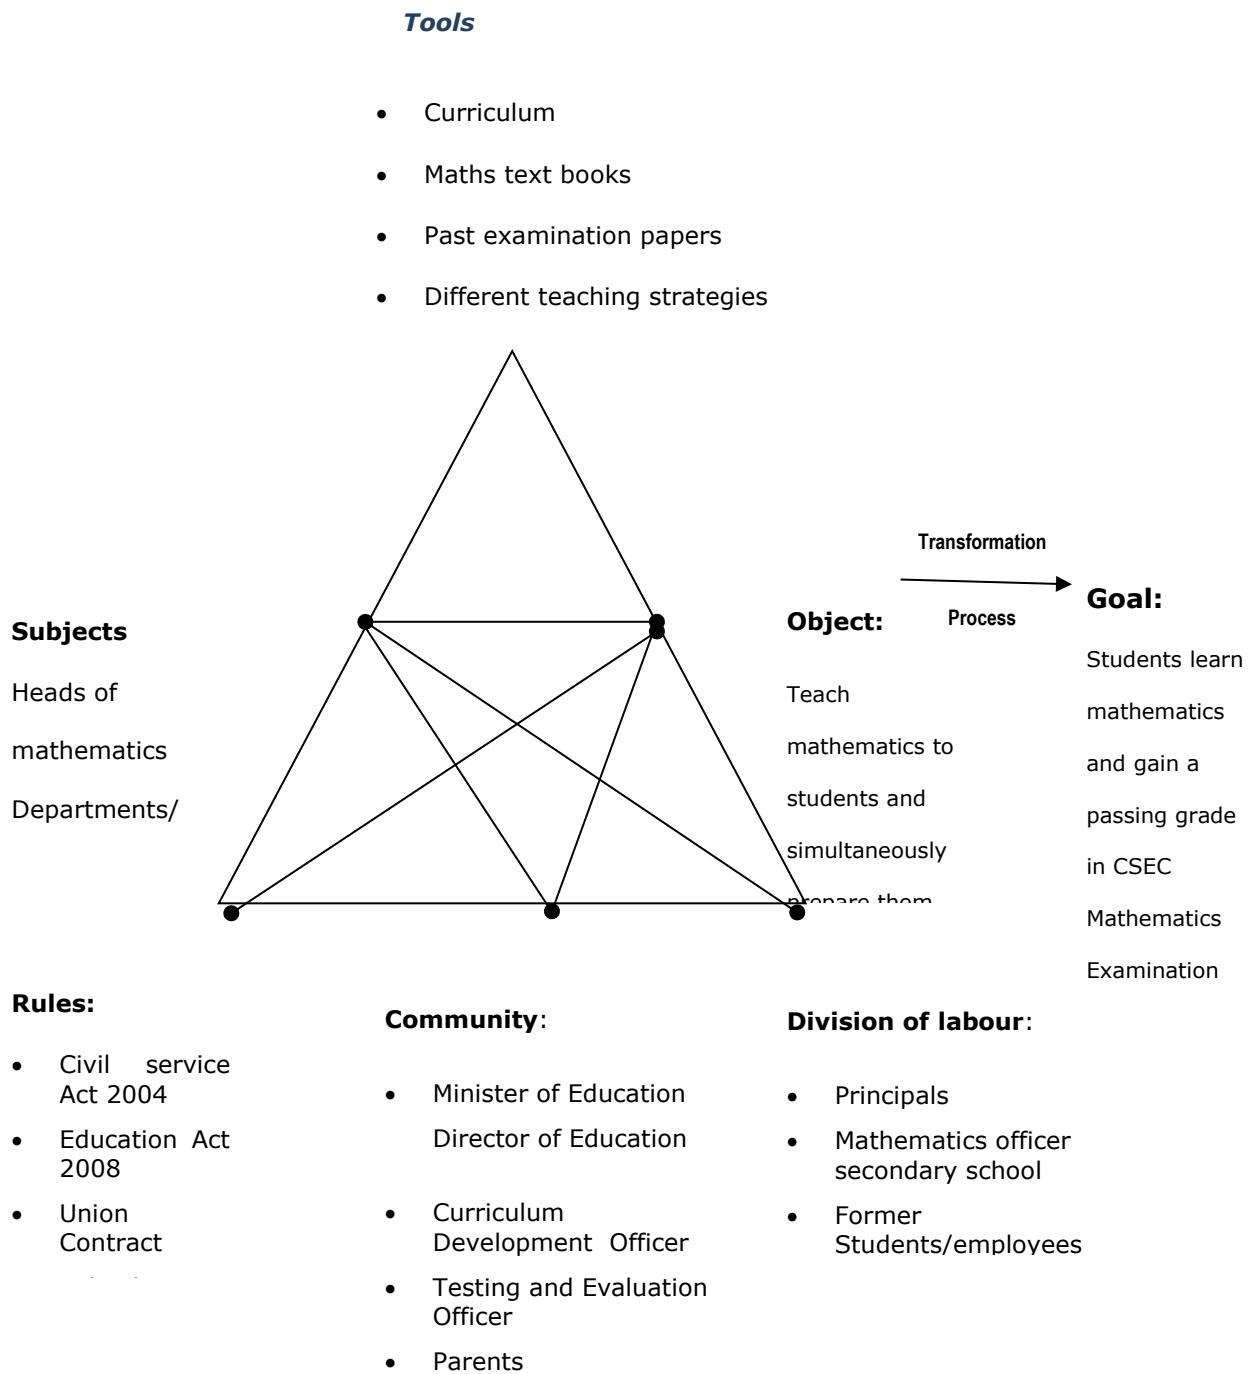 Tools
• Curriculum
• Maths text books
• Past examination papers
• Different teaching strategies
Transformation
Process
Subjects
Heads of
mathematics
Departments/
Object:
Teach
mathematics to
students and
simultaneously
prepare them
Goal:
Students learn
mathematics
and gain a
passing grade
in CSEC
Mathematics
Examination
Rules:
• Civil service
Act 2004
• Education Act
2008
• Union
Contract
Community:
• Minister of Education
Director of Education
• Curriculum
Development Officer
• Testing and Evaluation
Officer
• Parents
Division of labour:
• Principals
• Mathematics officer
secondary school
• Former
Students/employees